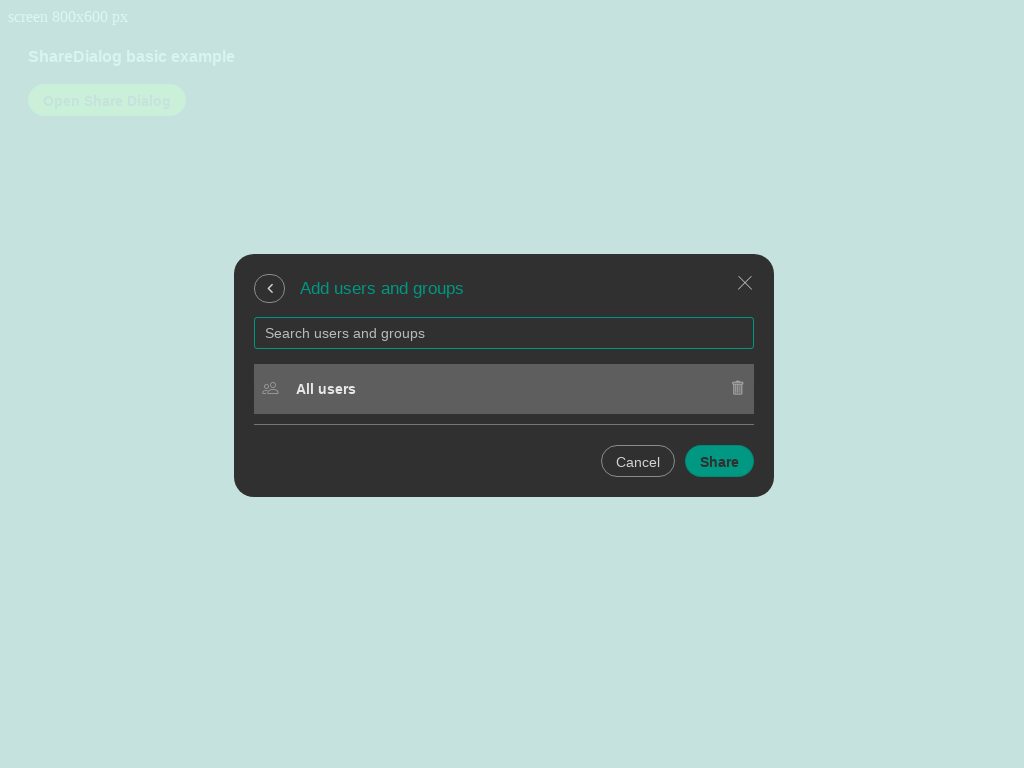 screen 800x600 px
ShareDialog basic example
Open Share Dialog
Add users and groups
Search users and groups
All users
Cancel
Share